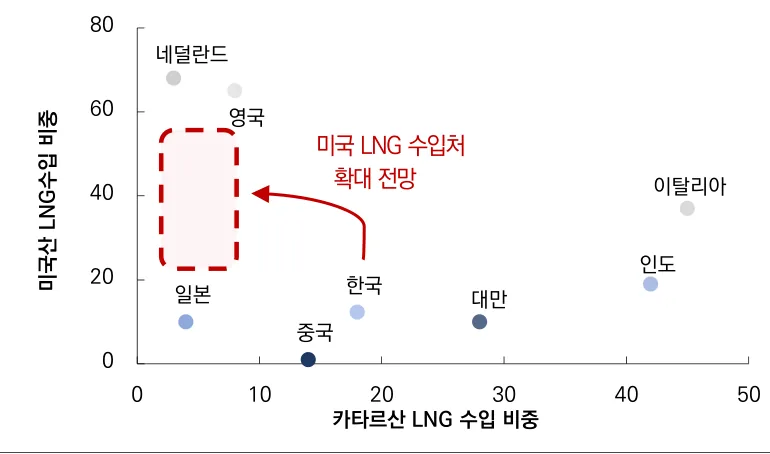 80
네덜란드
영국
60
미국 LNG 수입처
확대 전망
미국산 LNG수입 비중
40
이탈리아
20
일본
한국
대만
인도
중국
0
0 10 20 30 40 50
카타르산 LNG 수입 비중